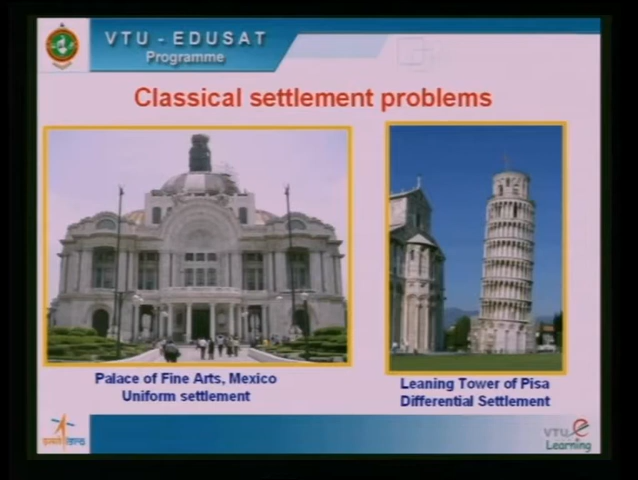 VTU - EDUSAT
Programme
Classical settlement problems
Palace of Fine Arts, Mexico
Uniform settlement
Leaning Tower of Pisa
Differential Settlement
VTU e
Learning